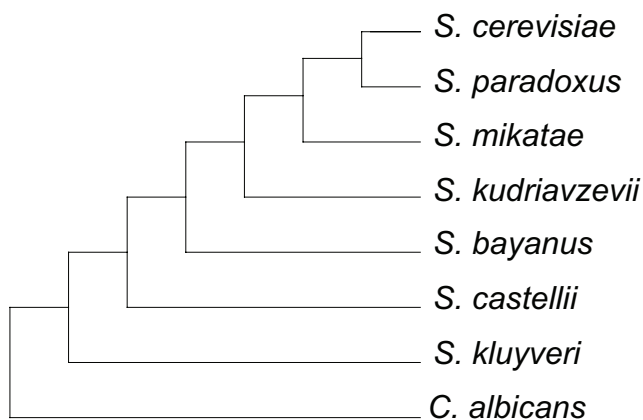 S. cerevisiae
S. paradoxus
S. mikatae
S. kudriavzevii
S. bayanus
S. castellii
S. kluyveri
C. albicans